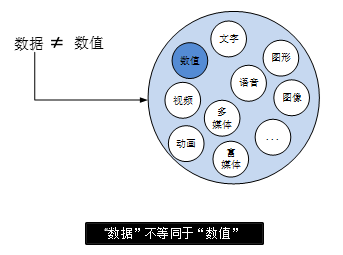 数据 ≠ 数值
文字
数值
图形
语音
视频
图像
多
媒体
动画
...
富
媒体
“数据”不等同于“数值”